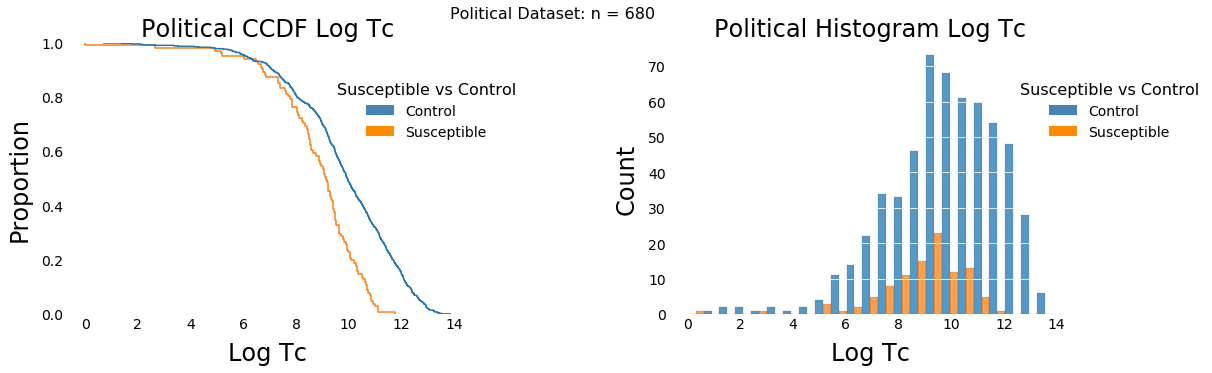 Political Dataset: n = 680
Political CCDF Log Tc
Proportion
1.0
0.8
0.6
0.4
0.2
0.0
0 2 4 6 8 10 12 14
Log Tc
Susceptible vs Control
Control
Susceptible
Political Histogram Log Tc
Count
70
60
50
40
30
20
10
0
0 2 4 6 8 10 12 14
Log Tc
Susceptible vs Control
Control
Susceptible